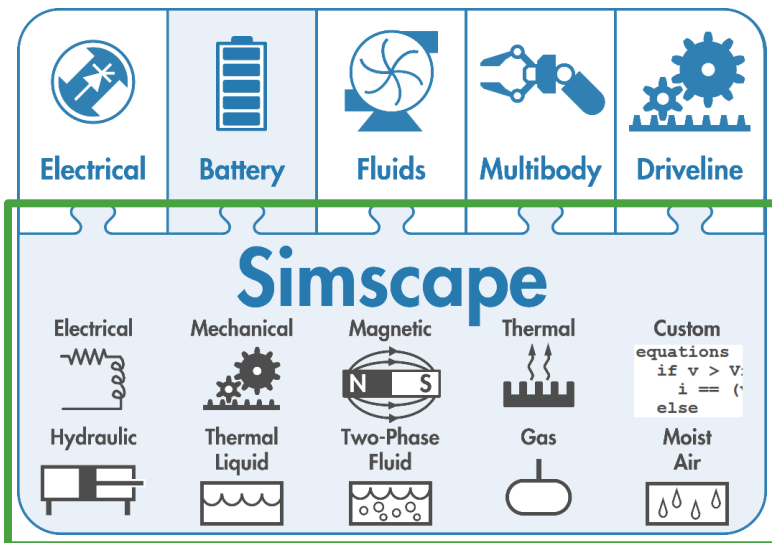 Electrical Battery Fluids Multibody Driveline
Simscape
Electrical Mechanical Magnetic Thermal Custom
equations
if v > V
i == (
else
N S
Hydraulic Thermal Liquid Two-Phase Fluid Gas Moist Air